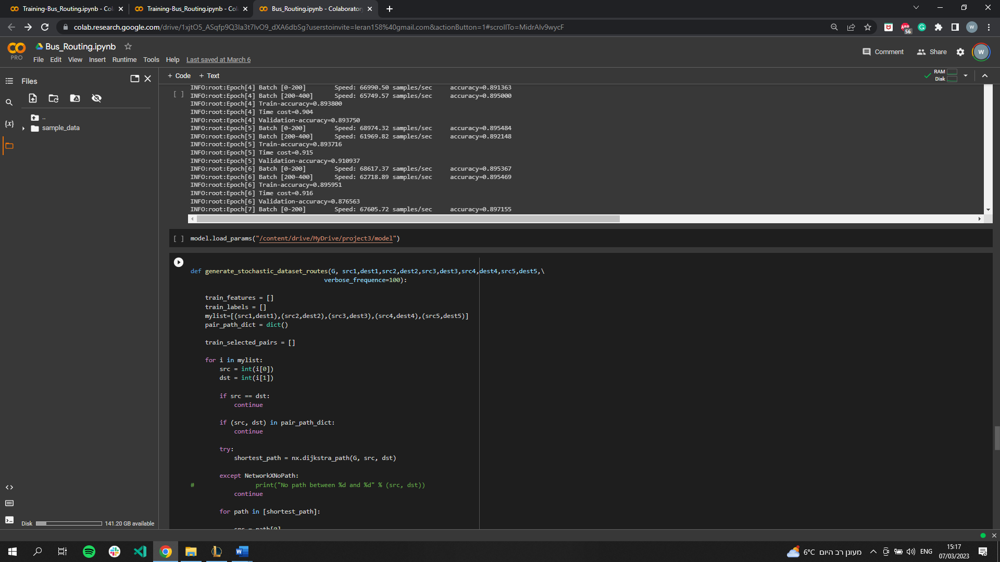 Training-Bus_Routing.ipynb - Col
Training-Bus_Routing.ipynb - Col
Bus_Routing.ipynb - Colaboratory
colab.research.google.com/drive/1xjtO5_ASqfp9Q3Ia3t7lvO9_dXA6dbSg?userstoinvite=leran158%40gmail.com&actionButton=1#scrollTo=MidrAlv9wycF
ABP
56
W
PRO
Bus_Routing.ipynb
File Edit View Insert Runtime Tools Help Last saved at March 6
Comment
Share
W
Files
+ Code + Text
RAM
Disk
..
sample_data
INFO:root:Epoch[4] Batch [0-200] Speed: 66990.50 samples/sec accuracy=0.891363
[ ]
INFO:root:Epoch[4] Batch [200-400] Speed: 65749.57 samples/sec accuracy=0.895000
INFO:root:Epoch[4] Train-accuracy=0.893800
INFO:root:Epoch[4] Time cost=0.904
INFO:root:Epoch[4] Validation-accuracy=0.893750
INFO:root:Epoch[5] Batch [0-200] Speed: 68974.32 samples/sec accuracy=0.895484
INFO:root:Epoch[5] Batch [200-400] Speed: 61969.82 samples/sec accuracy=0.892148
INFO:root:Epoch[5] Train-accuracy=0.893716
INFO:root:Epoch[5] Time cost=0.915
INFO:root:Epoch[5] Validation-accuracy=0.910937
INFO:root:Epoch[6] Batch [0-200] Speed: 68617.37 samples/sec accuracy=0.895367
INFO:root:Epoch[6] Batch [200-400] Speed: 62718.89 samples/sec accuracy=0.895469
INFO:root:Epoch[6] Train-accuracy=0.895951
INFO:root:Epoch[6] Time cost=0.916
INFO:root:Epoch[6] Validation-accuracy=0.876563
INFO:root:Epoch[7] Batch [0-200] Speed: 67605.72 samples/sec accuracy=0.897155
[ ] model.load_params("/content/drive/MyDrive/project3/model")
def generate_stochastic_dataset_routes(G, src1,dest1,src2,dest2,src3,dest3,src4,dest4,src5,dest5,\
verbose_frequence=100):
train_features = []
train_labels = []
mylist=[(src1,dest1),(src2,dest2),(src3,dest3),(src4,dest4),(src5,dest5)]
pair_path_dict = dict()
train_selected_pairs = []
for i in mylist:
src = int(i[0])
dst = int(i[1])
if src == dst:
continue
if (src, dst) in pair_path_dict:
continue
try:
shortest_path = nx.dijkstra_path(G, src, dst)
except NetworkXNoPath:
# print("No path between %d and %d" % (src, dst))
continue
for path in [shortest_path]:
src = path[0]
Disk
141.20 GB available
6°C מעונן רב היום
ENG
15:17
07/03/2023